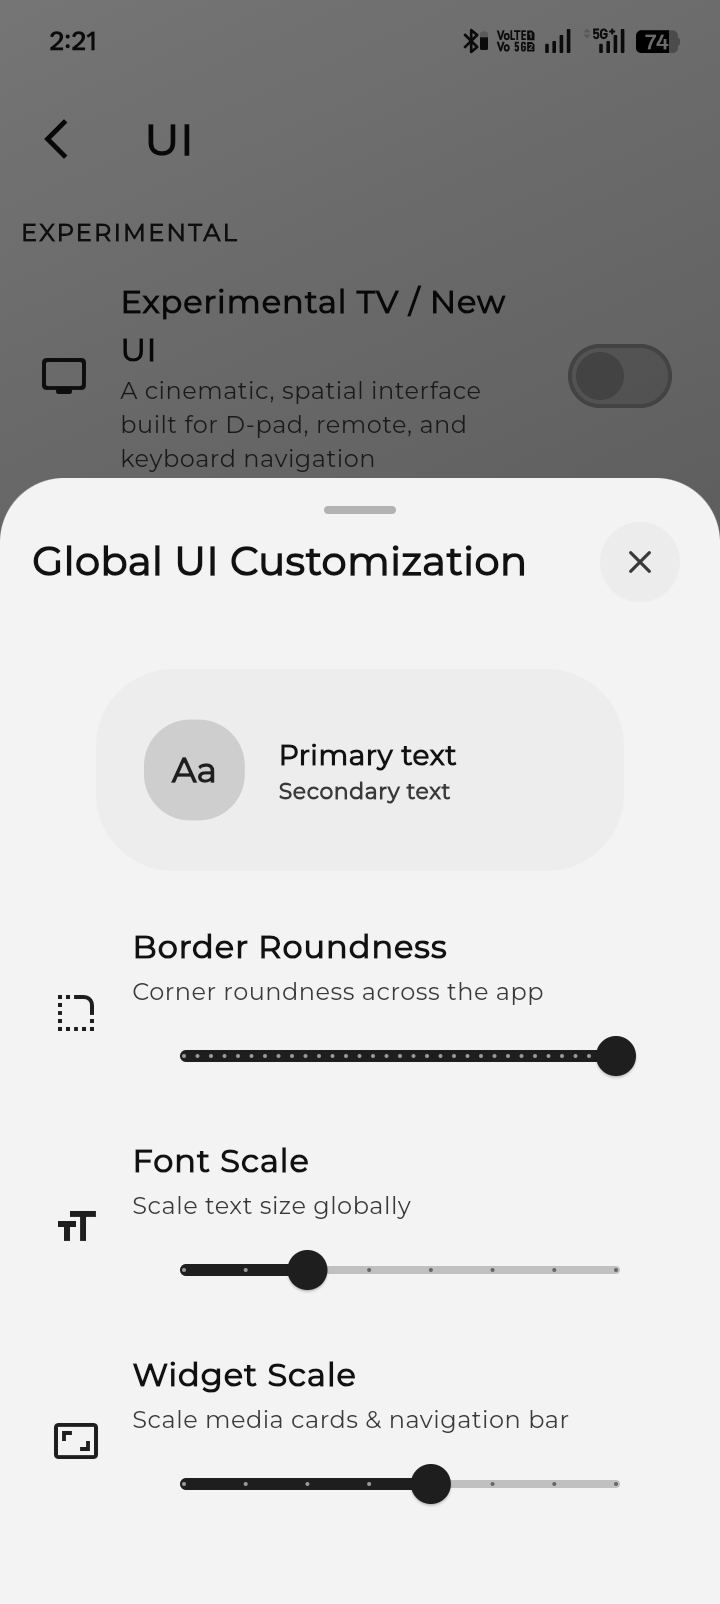 2:21
VoLTE1
Vo 5G2
5G+
74
UI
EXPERIMENTAL
Experimental TV / New
UI
A cinematic, spatial interface
built for D-pad, remote, and
keyboard navigation
Global UI Customization
Aa
Primary text
Secondary text
Border Roundness
Corner roundness across the app
Font Scale
Scale text size globally
Widget Scale
Scale media cards & navigation bar